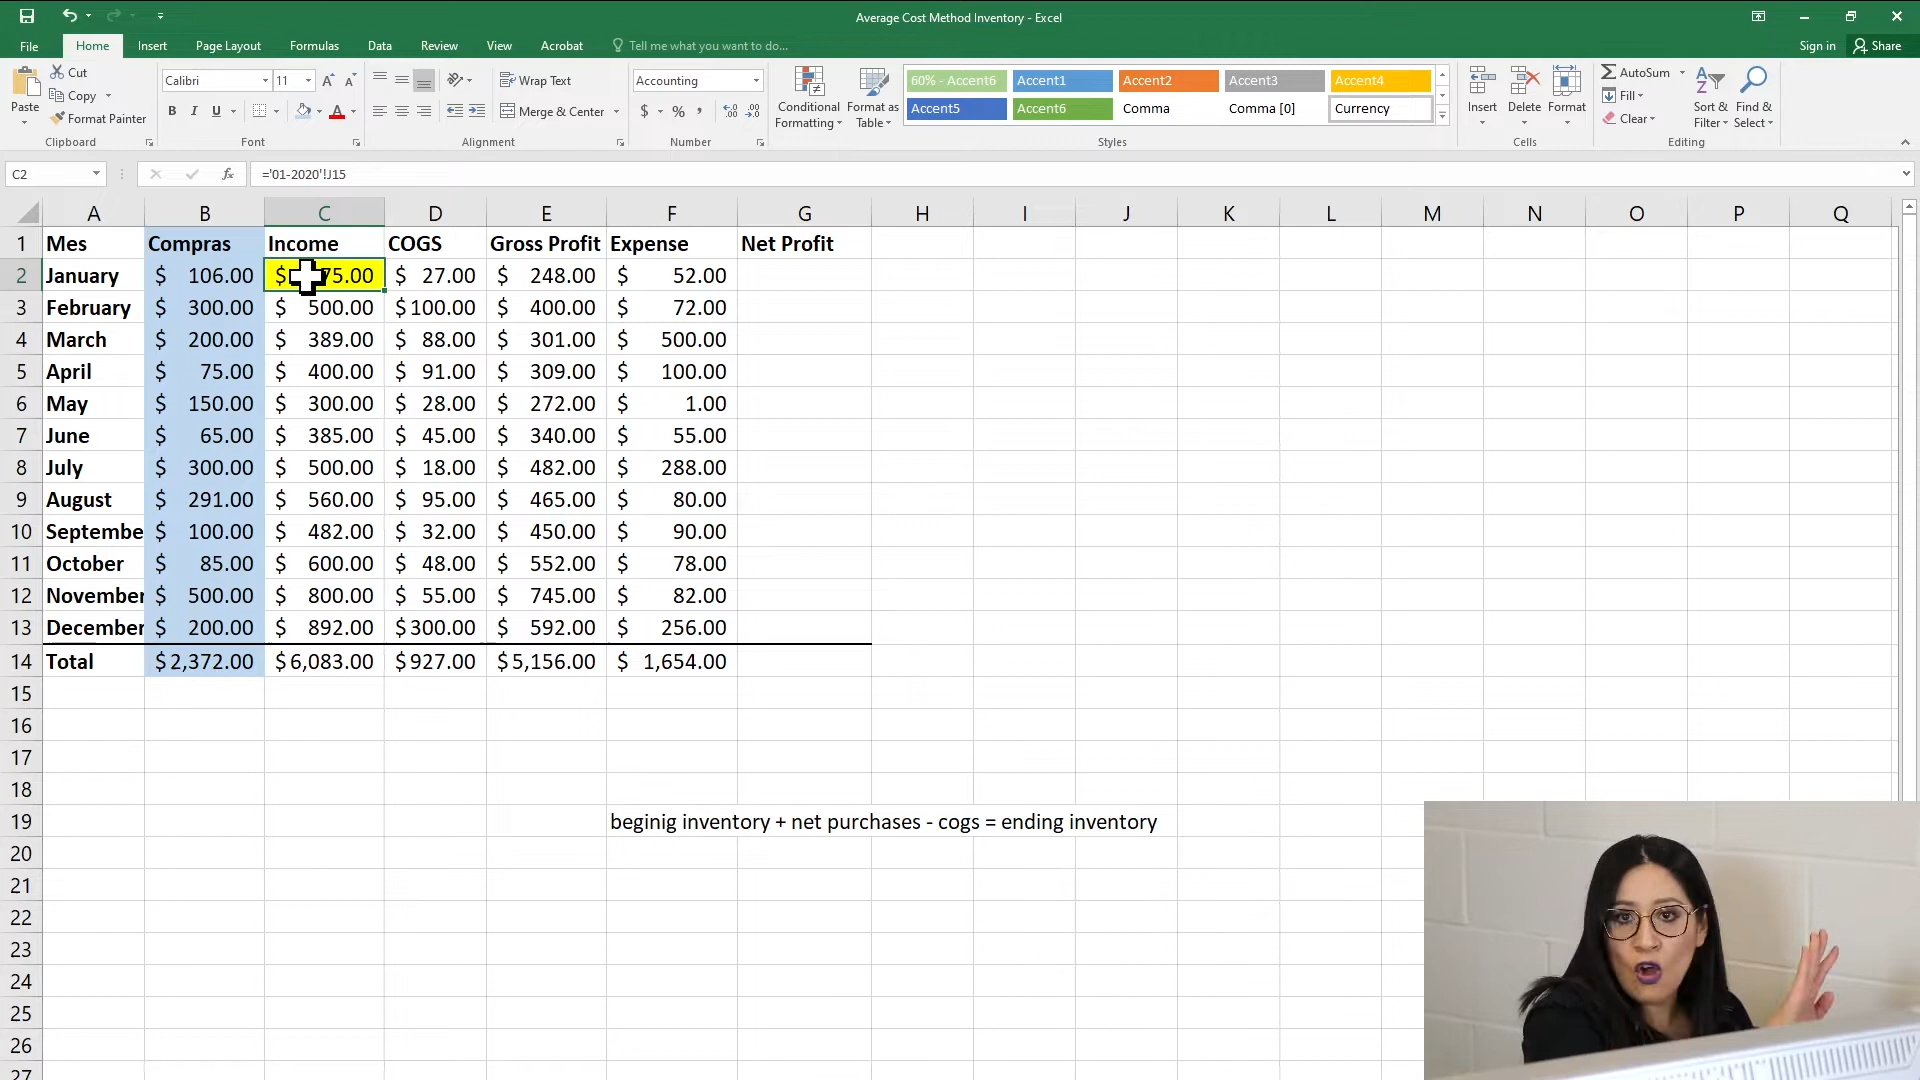 Average Cost Method Inventory - Excel
File Home Insert Page Layout Formulas Data Review View Acrobat Tell me what you want to do... Sign in Share
Paste
Cut
Copy
Format Painter
Clipboard
Calibri 11
B I U
Font
Wrap Text
Merge & Center
Alignment
Accounting
$ % ,
Number
Conditional Formatting
Format as Table
60% - Accent6 Accent1 Accent2 Accent3 Accent4
Accent5 Accent6 Comma Comma [0] Currency
Styles
Insert Delete Format
Cells
AutoSum
Fill
Clear
Sort & Filter
Find & Select
Editing
C2 fx ='01-2020'!J15
A B C D E F G H I J K L M N O P Q
1 Mes Compras Income COGS Gross Profit Expense Net Profit
2 January $ 106.00 $ 75.00 $ 27.00 $ 248.00 $ 52.00
3 February $ 300.00 $ 500.00 $100.00 $ 400.00 $ 72.00
4 March $ 200.00 $ 389.00 $ 88.00 $ 301.00 $ 500.00
5 April $ 75.00 $ 400.00 $ 91.00 $ 309.00 $ 100.00
6 May $ 150.00 $ 300.00 $ 28.00 $ 272.00 $ 1.00
7 June $ 65.00 $ 385.00 $ 45.00 $ 340.00 $ 55.00
8 July $ 300.00 $ 500.00 $ 18.00 $ 482.00 $ 288.00
9 August $ 291.00 $ 560.00 $ 95.00 $ 465.00 $ 80.00
10 Septembe $ 100.00 $ 482.00 $ 32.00 $ 450.00 $ 90.00
11 October $ 85.00 $ 600.00 $ 48.00 $ 552.00 $ 78.00
12 November $ 500.00 $ 800.00 $ 55.00 $ 745.00 $ 82.00
13 December $ 200.00 $ 892.00 $300.00 $ 592.00 $ 256.00
14 Total $2,372.00 $6,083.00 $927.00 $5,156.00 $ 1,654.00
15
16
17
18
19 beginig inventory + net purchases - cogs = ending inventory
20
21
22
23
24
25
26
27